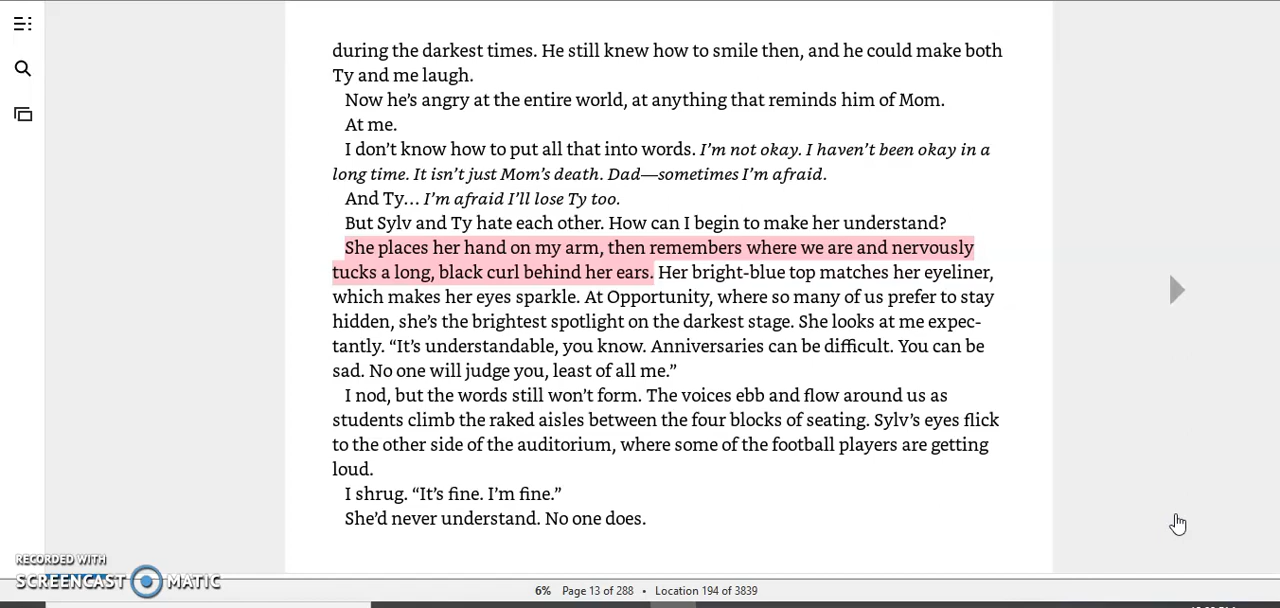 during the darkest times. He still knew how to smile then, and he could make both
Ty and me laugh.
Now he’s angry at the entire world, at anything that reminds him of Mom.
At me.
I don’t know how to put all that into words. I’m not okay. I haven’t been okay in a
long time. It isn’t just Mom’s death. Dad—sometimes I’m afraid.
And Ty… I’m afraid I’ll lose Ty too.
But Sylv and Ty hate each other. How can I begin to make her understand?
She places her hand on my arm, then remembers where we are and nervously
tucks a long, black curl behind her ears. Her bright-blue top matches her eyeliner,
which makes her eyes sparkle. At Opportunity, where so many of us prefer to stay
hidden, she’s the brightest spotlight on the darkest stage. She looks at me expec-
tantly. “It’s understandable, you know. Anniversaries can be difficult. You can be
sad. No one will judge you, least of all me.”
I nod, but the words still won’t form. The voices ebb and flow around us as
students climb the raked aisles between the four blocks of seating. Sylv’s eyes flick
to the other side of the auditorium, where some of the football players are getting
loud.
I shrug. “It’s fine. I’m fine.”
She’d never understand. No one does.
RECORDED WITH
SCREENCAST MATIC
6% Page 13 of 288 • Location 194 of 3839